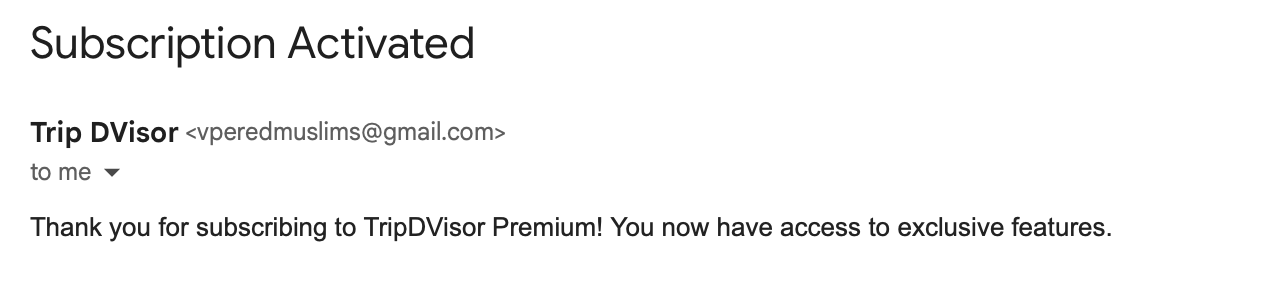 Subscription Activated
Trip DVisor <vperedmuslims@gmail.com>
to me
Thank you for subscribing to TripDVisor Premium! You now have access to exclusive features.